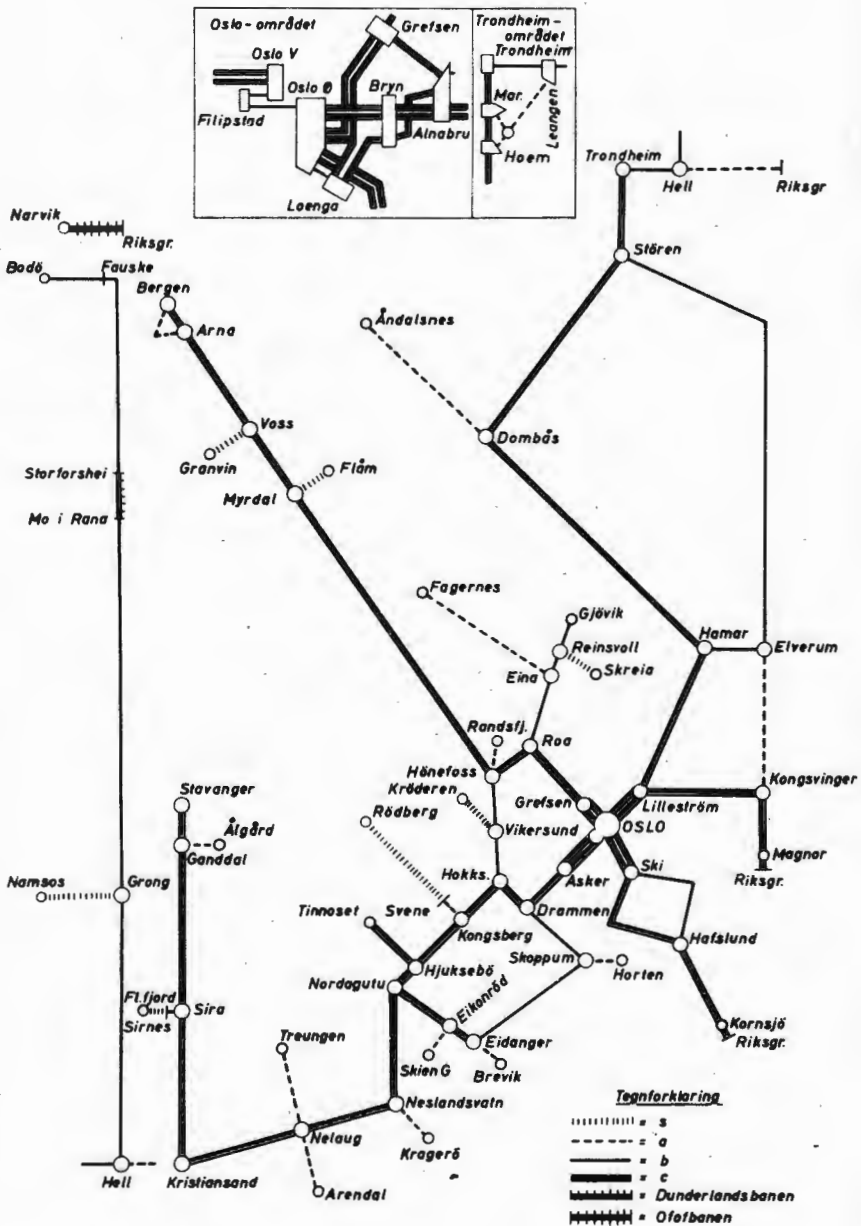 Oslo-området
Grefsen
Oslo V
Oslo Ö
Bryn
Filipstad
Alnabru
Loenga
Trondheim-
området
Trondheim
Mar.
Leangen
Hoem
Trondheim
Hell
Riksgr
Narvik
Riksgr.
Stören
Bodö
Fauske
Bergen
Arna
Åndalsnes
Voss
Granvin
Dombås
Flåm
Myrdal
Storforshei
Mo i Rana
Fagernes
Gjövik
Reinsvoll
Hamar
Elverum
Eina
Skreia
Randsfj.
Roa
Hönefoss
Kröderen
Kongsvinger
Stavanger
Grefsen
Lilleström
Rödberg
Vikersund
OSLO
Ålgård
Ganddal
Magnor
Riksgr.
Namsos
Grong
Hokks.
Asker
Ski
Svene
Drammen
Tinnoset
Kongsberg
Hafslund
Skoppum
Hjuksebö
Horten
Nordagutu
Eikonröd
Fl.fjord
Sira
Sirnes
Kornsjö
Riksgr.
Treungen
Eidanger
Skien G
Brevik
Neslandsvatn
Nelaug
Kragerö
Hell
Kristiansand
Arendal
Tegnforklaring
= s
= a
= b
= c
= Dunderlandsbanen
= Ofotbanen